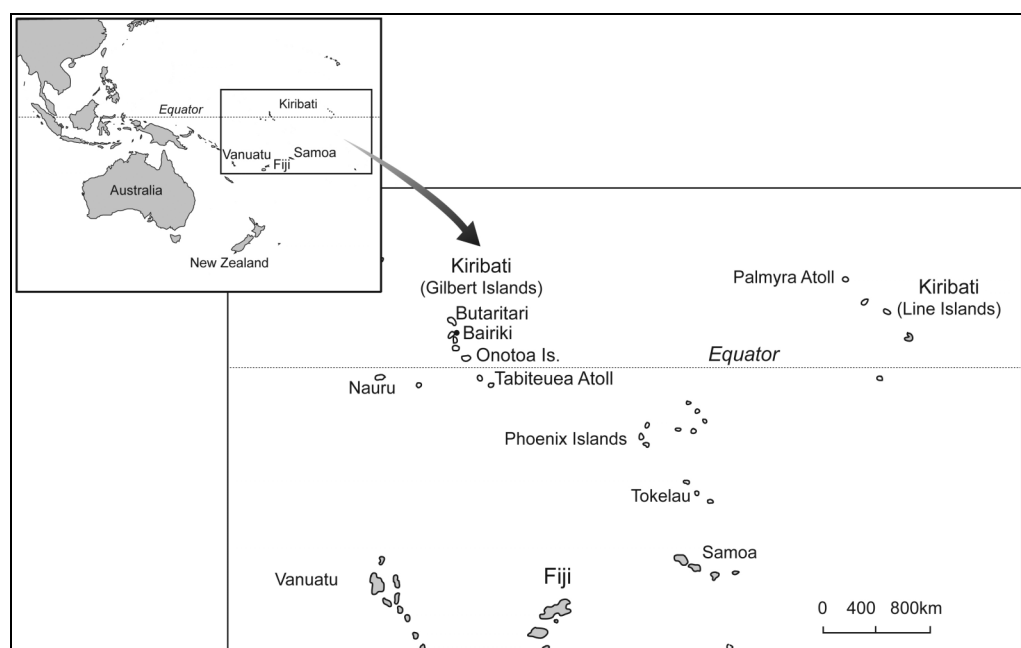 Equator
Kiribati
Vanuatu
Samoa
Fiji
Australia
New Zealand
Kiribati
(Gilbert Islands)
Palmyra Atoll
Kiribati
(Line Islands)
Butaritari
Bairiki
Onotoa Is.
Equator
Nauru
Tabiteuea Atoll
Phoenix Islands
Tokelau
Samoa
Vanuatu
Fiji
0 400 800km